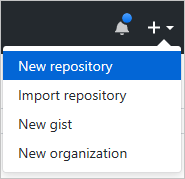 New repository
Import repository
New gist
New organization